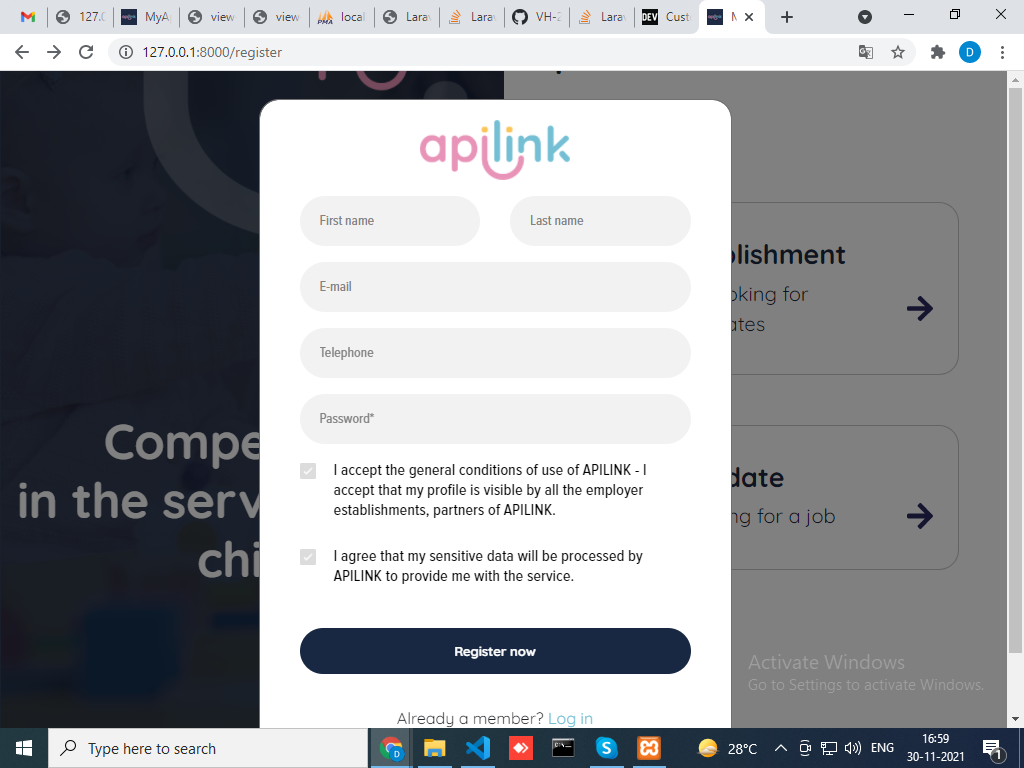 127.0
MyA
view
view
local
Larav
Larav
VH-2
Larav
Cust
127.0.0.1:8000/register
D
apilink
First name
Last name
E-mail
Telephone
Password*
I accept the general conditions of use of APILINK - I
accept that my profile is visible by all the employer
establishments, partners of APILINK.
I agree that my sensitive data will be processed by
APILINK to provide me with the service.
Register now
Already a member? Log in
Compe
in the serv
chi
lishment
king for
ates
date
ng for a job
Activate Windows
Go to Settings to activate Windows.
Type here to search
28°C
ENG
16:59
30-11-2021
1